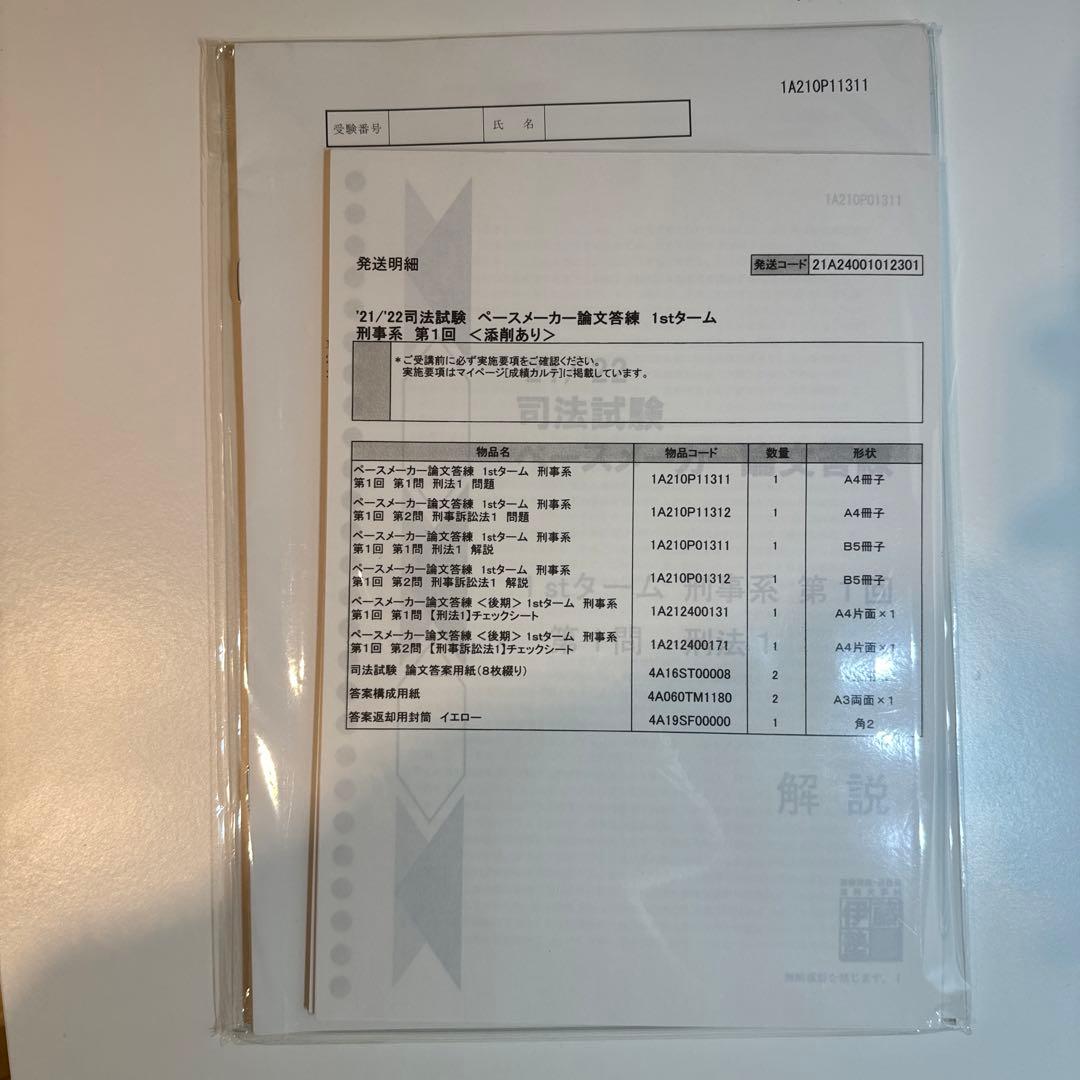 1A210P11311
受験番号 氏 名
1A210P01311
発送明細
発送コード 21A24001012301
'21/'22司法試験 ペースメーカー論文答練 1stターム
刑事系 第1回 <添削あり>
*ご受講前に必ず実施要項をご確認ください。
実施要項はマイページ[成績カルテ]に掲載しています。
司法試験
物品名 物品コード 数量 形状
ペースメーカー論文答練 1stターム 刑事系
第1回 第1問 刑法1 問題 1A210P11311 1 A4冊子
ペースメーカー論文答練 1stターム 刑事系
第1回 第2問 刑事訴訟法1 問題 1A210P11312 1 A4冊子
ペースメーカー論文答練 1stターム 刑事系
第1回 第1問 刑法1 解説 1A210P01311 1 B5冊子
ペースメーカー論文答練 1stターム 刑事系
第1回 第2問 刑事訴訟法1 解説 1A210P01312 1 B5冊子
1stターム 刑事系 第1回
ペースメーカー論文答練 <後期> 1stターム 刑事系
第1回 第1問 【刑法1】チェックシート 1A212400131 1 A4片面×1
ペースメーカー論文答練 <後期> 1stターム 刑事系
第1回 第2問 【刑事訴訟法1】チェックシート 1A212400171 1 A4片面×1
第1問 刑法1
司法試験 論文答案用紙(8枚綴り) 4A16ST00008 2
答案構成用紙 4A060TM1180 2 A3両面×1
答案返却用封筒 イエロー 4A19SF00000 1 角2
解説